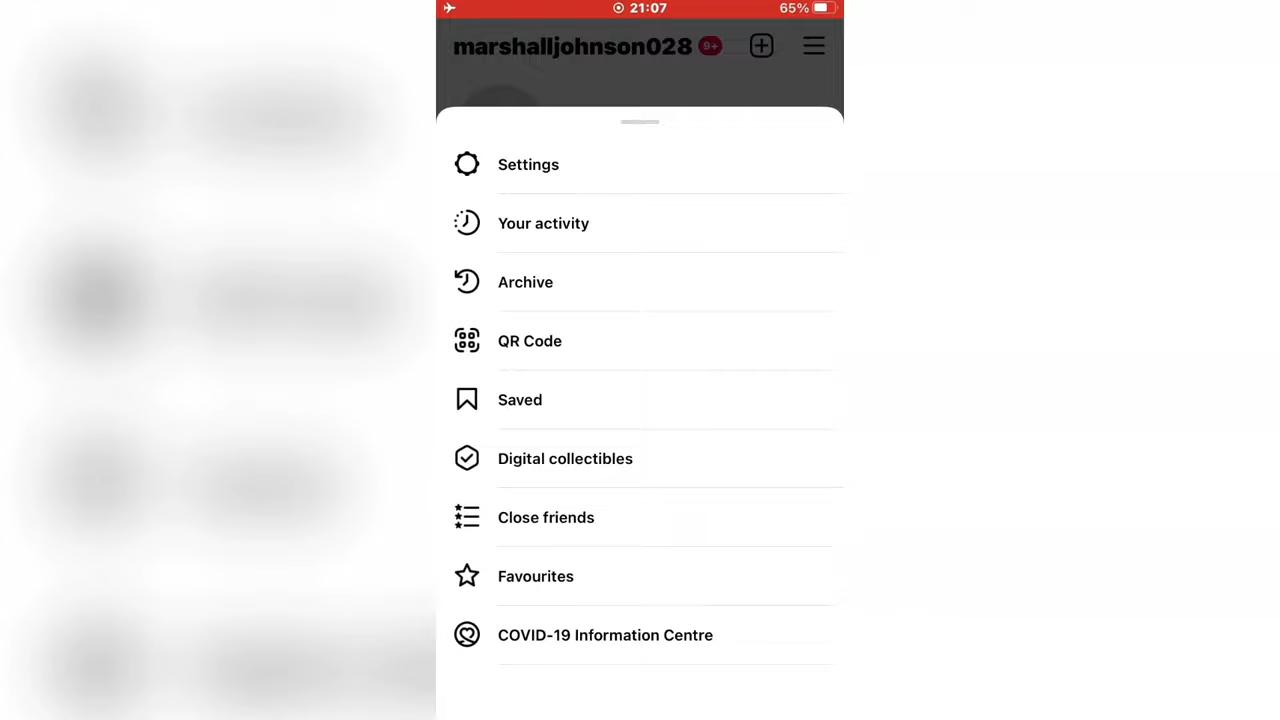 21:07
65%
marshalljohnson028 9+
Settings
Your activity
Archive
QR Code
Saved
Digital collectibles
Close friends
Favourites
COVID-19 Information Centre